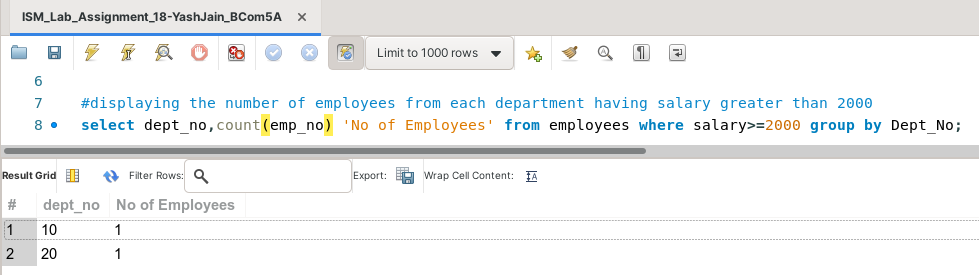 ISM_Lab_Assignment_18-YashJain_BCom5A ×
Limit to 1000 rows
6
7 #displaying the number of employees from each department having salary greater than 2000
8 select dept_no,count(emp_no) 'No of Employees' from employees where salary>=2000 group by Dept_No;
Result Grid Filter Rows: Export: Wrap Cell Content: IA
# dept_no No of Employees
1 10 1
2 20 1